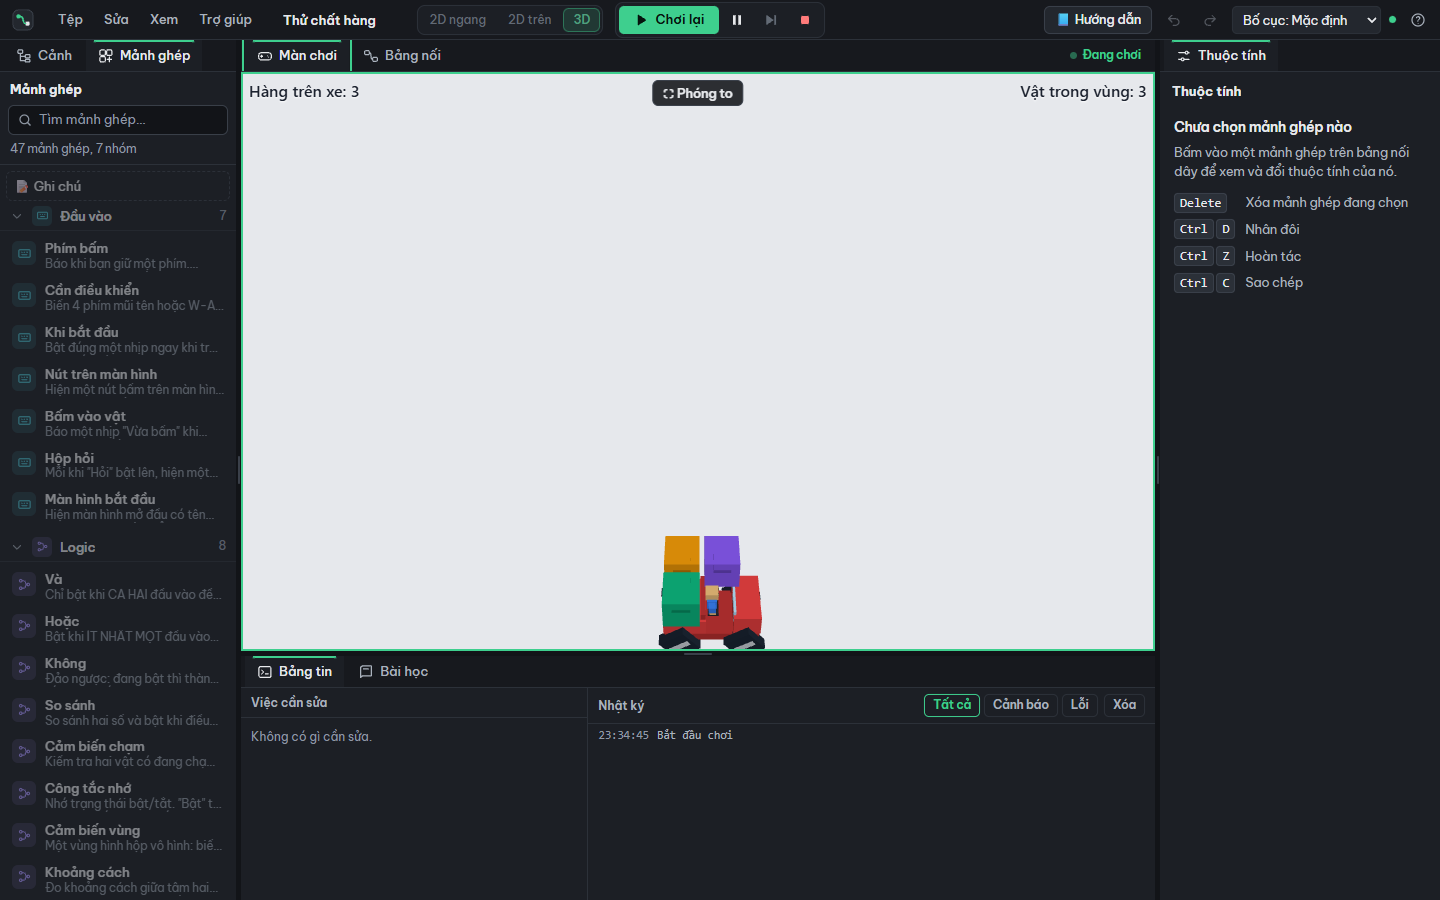 Tệp Sửa Xem Trợ giúp Thử chất hàng 2D ngang 2D trên 3D Chơi lại Hướng dẫn Bố cục: Mặc định
Cảnh Mảnh ghép
Mảnh ghép
Tìm mảnh ghép...
47 mảnh ghép, 7 nhóm
Ghi chú
Đầu vào 7
Phím bấm
Báo khi bạn giữ một phím....
Cần điều khiển
Biến 4 phím mũi tên hoặc W-A...
Khi bắt đầu
Bật đúng một nhịp ngay khi tr...
Nút trên màn hình
Hiện một nút bấm trên màn hìn...
Bấm vào vật
Báo một nhịp "Vừa bấm" khi...
Hộp hỏi
Mỗi khi "Hỏi" bật lên, hiện một...
Màn hình bắt đầu
Hiện màn hình mở đầu có tên...
Logic 8
Và
Chỉ bật khi CẢ HAI đầu vào đề...
Hoặc
Bật khi ÍT NHẤT MỘT đầu vào...
Không
Đảo ngược: đang bật thì thàn...
So sánh
So sánh hai số và bật khi điều...
Cảm biến chạm
Kiểm tra hai vật có đang chạ...
Công tắc nhớ
Nhớ trạng thái bật/tắt. "Bật" t...
Cảm biến vùng
Một vùng hình hộp vô hình: biế...
Khoảng cách
Đo khoảng cách giữa tâm hai...
Màn chơi Bảng nối Đang chơi
Hàng trên xe: 3 Phóng to Vật trong vùng: 3
Bảng tin Bài học
Việc cần sửa
Không có gì cần sửa.
Nhật ký Tất cả Cảnh báo Lỗi Xóa
23:34:45 Bắt đầu chơi
Thuộc tính
Thuộc tính
Chưa chọn mảnh ghép nào
Bấm vào một mảnh ghép trên bảng nối
dây để xem và đổi thuộc tính của nó.
Delete Xóa mảnh ghép đang chọn
Ctrl D Nhân đôi
Ctrl Z Hoàn tác
Ctrl C Sao chép